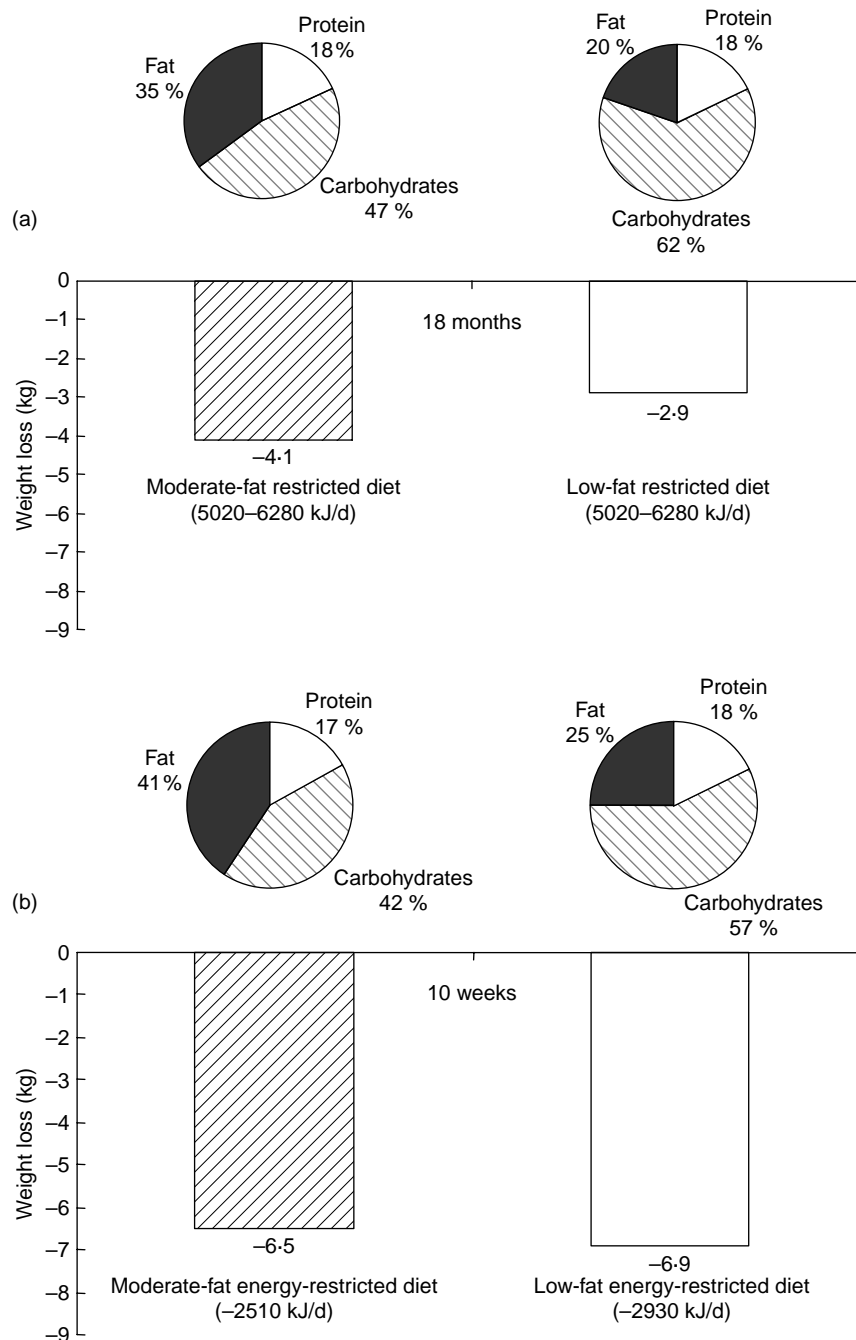 Protein
18%
Fat
35 %
Carbohydrates
47 %
Fat
20 %
Protein
18 %
Carbohydrates
62 %
(a)
Weight loss (kg)
0
–1
–2
–3
–4
–5
–6
–7
–8
–9
18 months
–4·1
Moderate-fat restricted diet
(5020–6280 kJ/d)
–2·9
Low-fat restricted diet
(5020–6280 kJ/d)
Protein
17 %
Fat
41%
Carbohydrates
42 %
Fat
25 %
Protein
18 %
Carbohydrates
57 %
(b)
Weight loss (kg)
0
–1
–2
–3
–4
–5
–6
–7
–8
–9
10 weeks
–6·5
Moderate-fat energy-restricted diet
(–2510 kJ/d)
–6·9
Low-fat energy-restricted diet
(–2930 kJ/d)